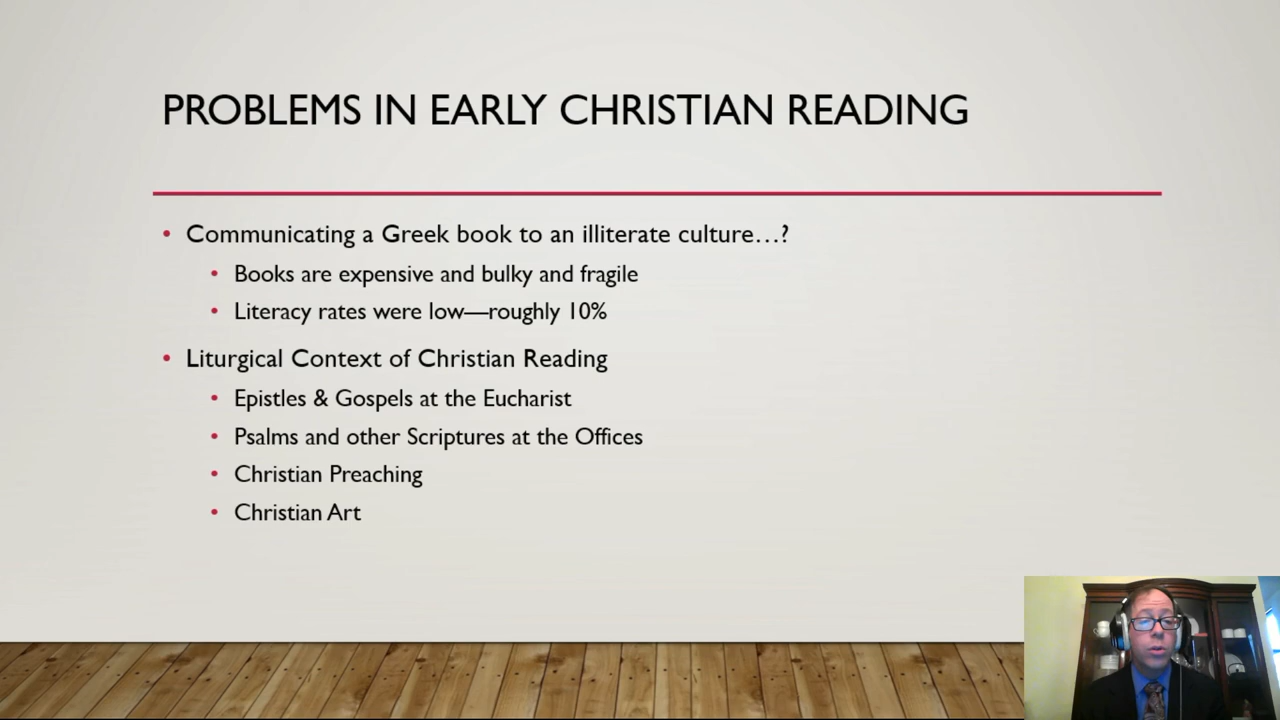 PROBLEMS IN EARLY CHRISTIAN READING
• Communicating a Greek book to an illiterate culture…?
• Books are expensive and bulky and fragile
• Literacy rates were low—roughly 10%
• Liturgical Context of Christian Reading
• Epistles & Gospels at the Eucharist
• Psalms and other Scriptures at the Offices
• Christian Preaching
• Christian Art